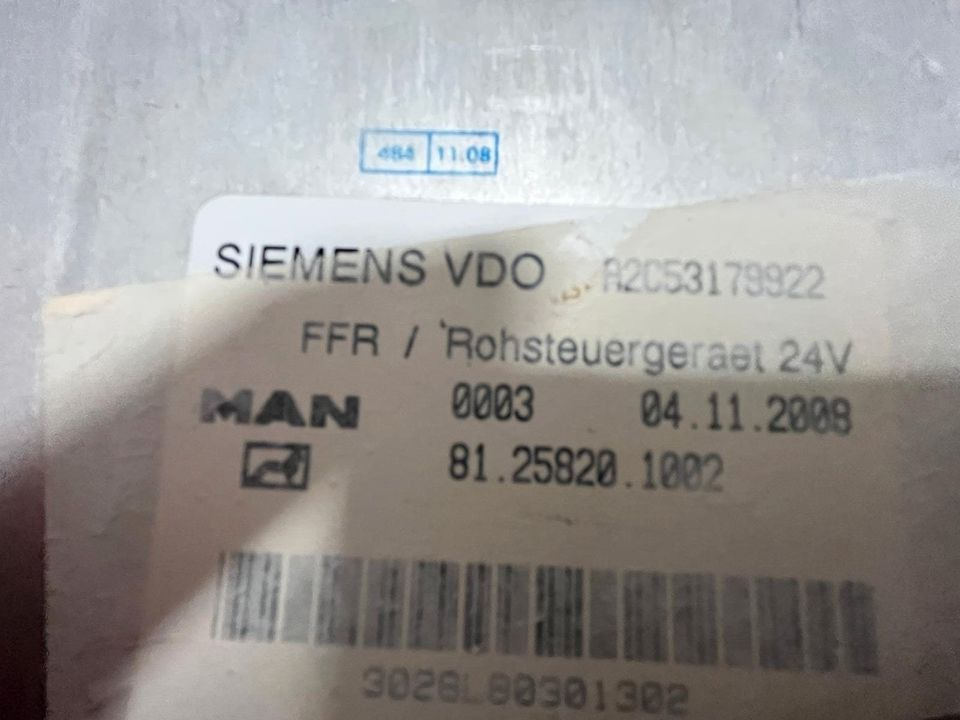 484 11.08
SIEMENS VDO A2C53179922
FFR / Rohsteuergeraet 24V
MAN 0003 04.11.2008
81.25820.1002
3028L80301302